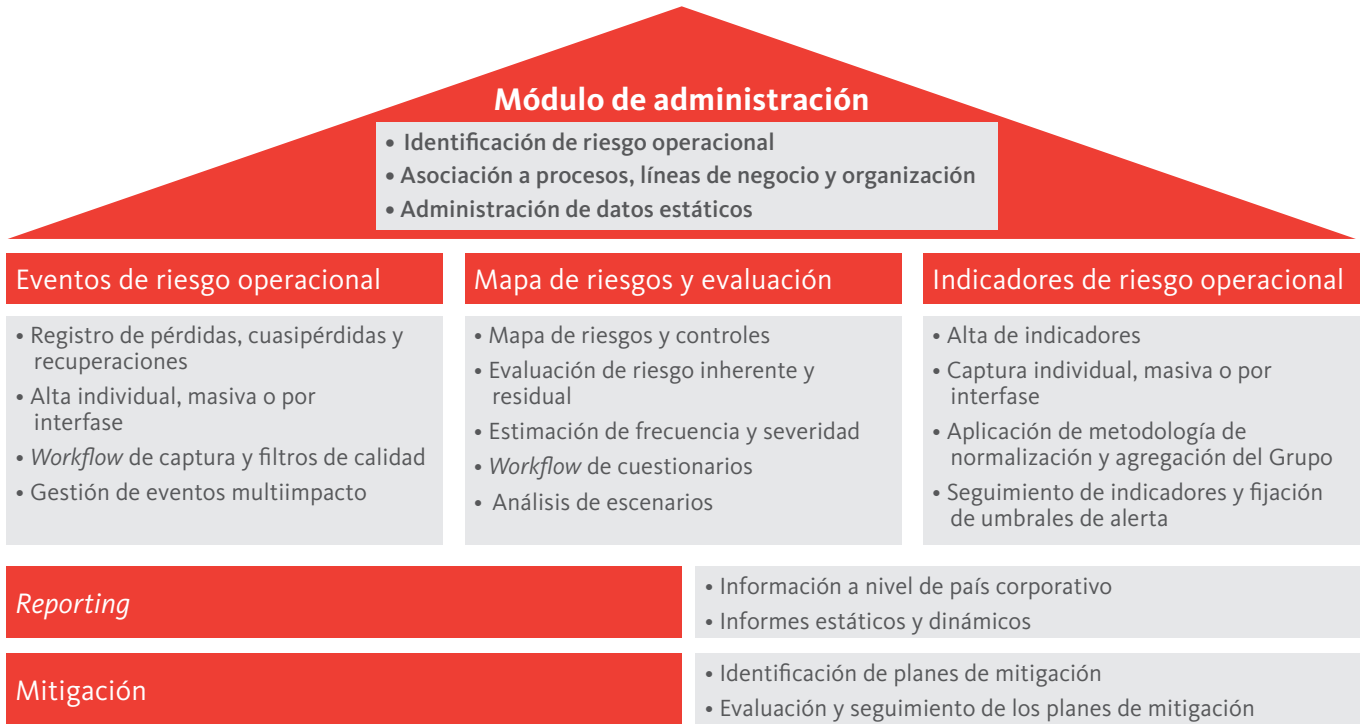 Módulo de administración
• Identificación de riesgo operacional
• Asociación a procesos, líneas de negocio y organización
• Administración de datos estáticos
Eventos de riesgo operacional
• Registro de pérdidas, cuasipérdidas y
recuperaciones
• Alta individual, masiva o por
interfase
• Workflow de captura y filtros de calidad
• Gestión de eventos multiimpacto
Mapa de riesgos y evaluación
• Mapa de riesgos y controles
• Evaluación de riesgo inherente y
residual
• Estimación de frecuencia y severidad
• Workflow de cuestionarios
• Análisis de escenarios
Indicadores de riesgo operacional
• Alta de indicadores
• Captura individual, masiva o por
interfase
• Aplicación de metodología de
normalización y agregación del Grupo
• Seguimiento de indicadores y fijación
de umbrales de alerta
Reporting
• Información a nivel de país corporativo
• Informes estáticos y dinámicos
Mitigación
• Identificación de planes de mitigación
• Evaluación y seguimiento de los planes de mitigación